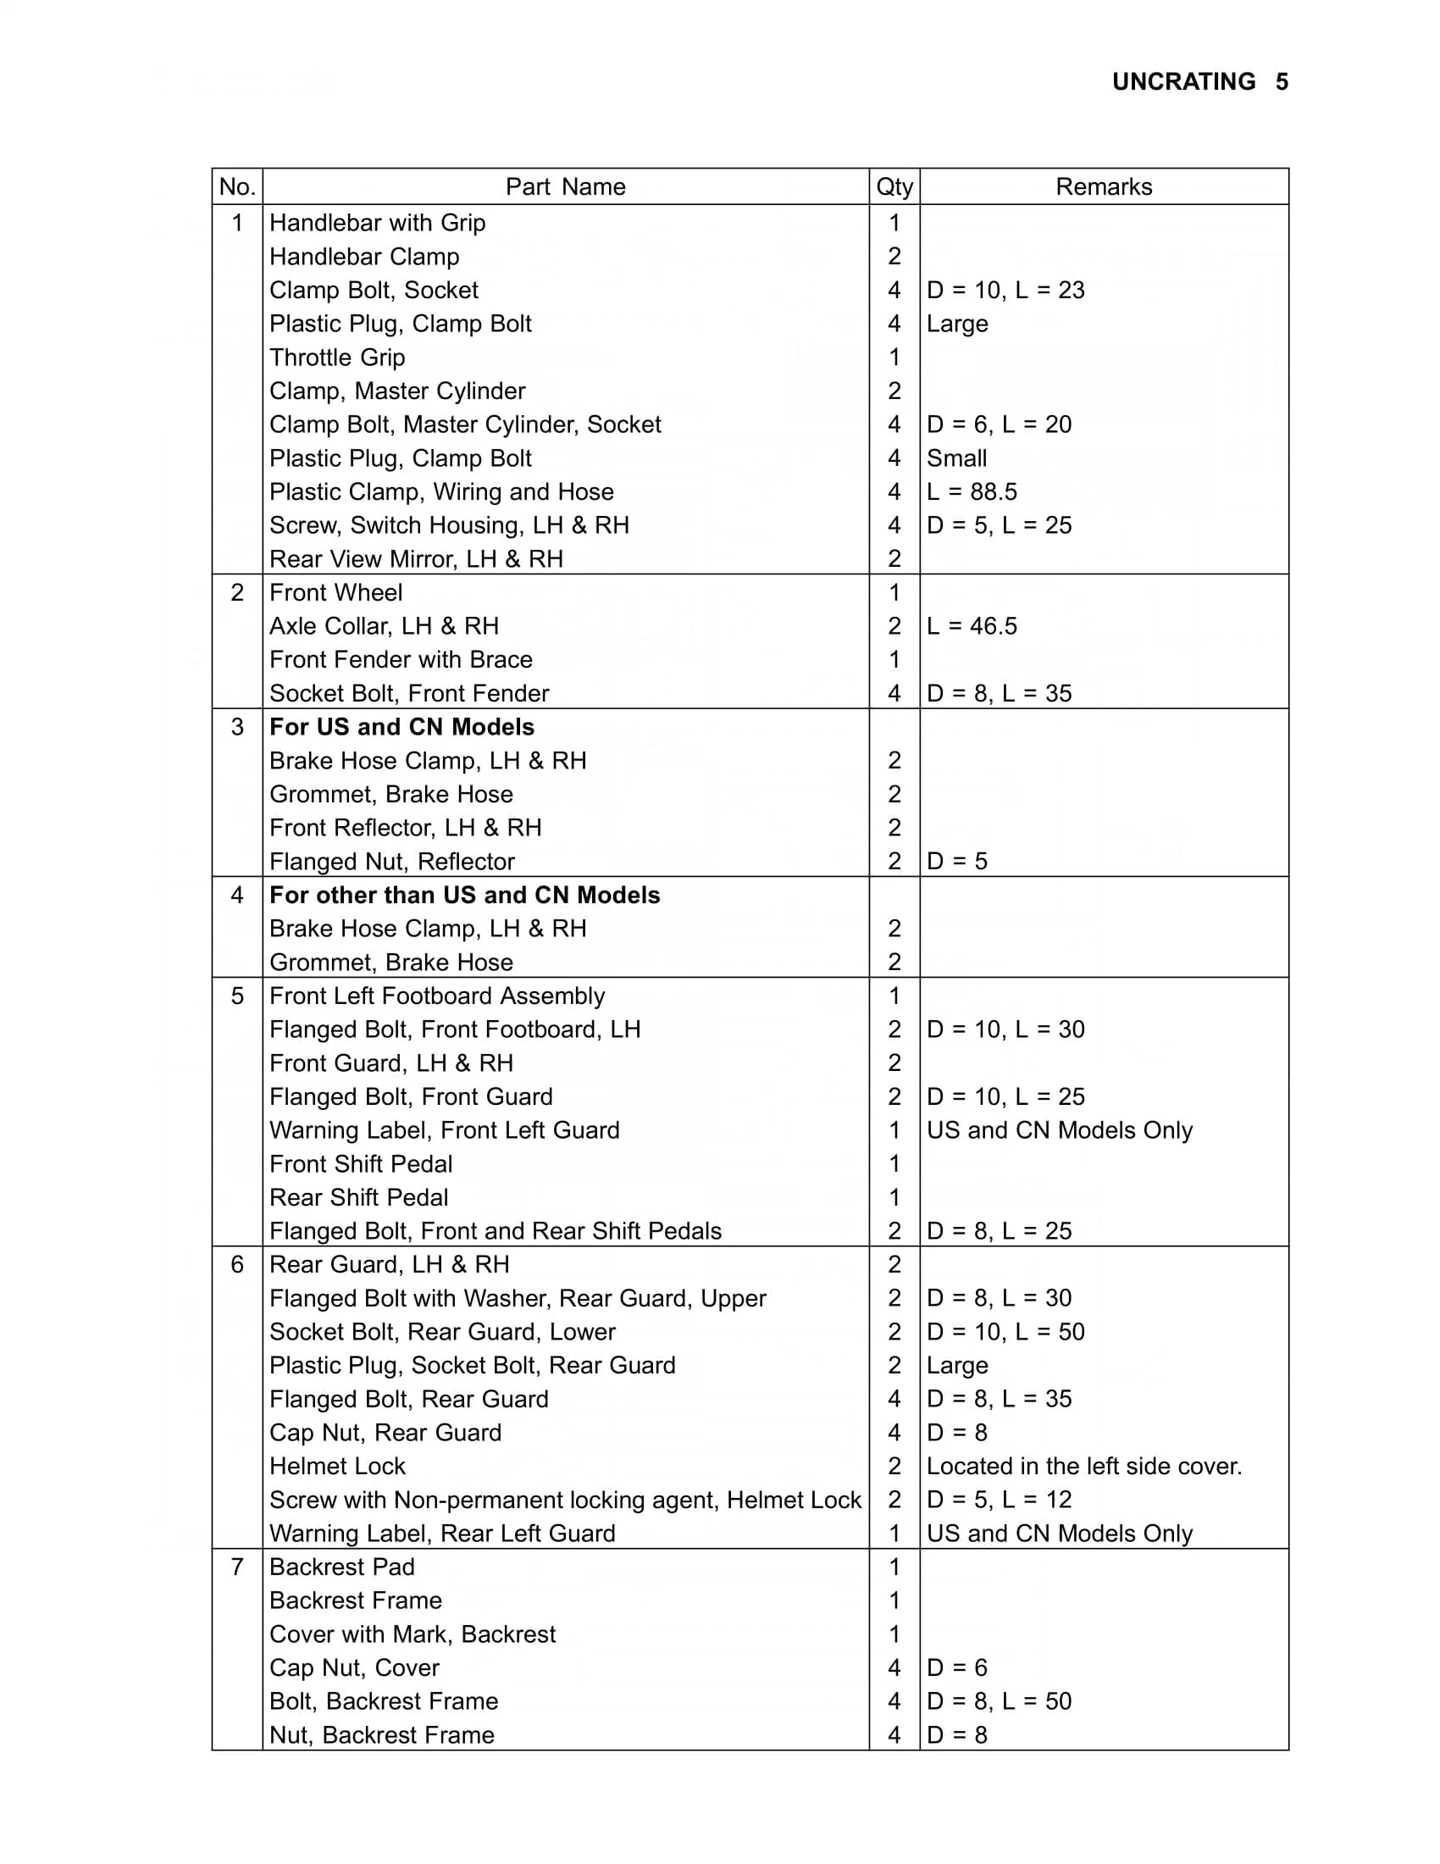 UNCRATING 5
No. Part Name Qty Remarks
1 Handlebar with Grip 1
Handlebar Clamp 2
Clamp Bolt, Socket 4 D = 10, L = 23
Plastic Plug, Clamp Bolt 4 Large
Throttle Grip 1
Clamp, Master Cylinder 2
Clamp Bolt, Master Cylinder, Socket 4 D = 6, L = 20
Plastic Plug, Clamp Bolt 4 Small
Plastic Clamp, Wiring and Hose 4 L = 88.5
Screw, Switch Housing, LH & RH 4 D = 5, L = 25
Rear View Mirror, LH & RH 2
2 Front Wheel 1
Axle Collar, LH & RH 2 L = 46.5
Front Fender with Brace 1
Socket Bolt, Front Fender 4 D = 8, L = 35
3 For US and CN Models
Brake Hose Clamp, LH & RH 2
Grommet, Brake Hose 2
Front Reflector, LH & RH 2
Flanged Nut, Reflector 2 D = 5
4 For other than US and CN Models
Brake Hose Clamp, LH & RH 2
Grommet, Brake Hose 2
5 Front Left Footboard Assembly 1
Flanged Bolt, Front Footboard, LH 2 D = 10, L = 30
Front Guard, LH & RH 2
Flanged Bolt, Front Guard 2 D = 10, L = 25
Warning Label, Front Left Guard 1 US and CN Models Only
Front Shift Pedal 1
Rear Shift Pedal 1
Flanged Bolt, Front and Rear Shift Pedals 2 D = 8, L = 25
6 Rear Guard, LH & RH 2
Flanged Bolt with Washer, Rear Guard, Upper 2 D = 8, L = 30
Socket Bolt, Rear Guard, Lower 2 D = 10, L = 50
Plastic Plug, Socket Bolt, Rear Guard 2 Large
Flanged Bolt, Rear Guard 4 D = 8, L = 35
Cap Nut, Rear Guard 4 D = 8
Helmet Lock 2 Located in the left side cover.
Screw with Non-permanent locking agent, Helmet Lock 2 D = 5, L = 12
Warning Label, Rear Left Guard 1 US and CN Models Only
7 Backrest Pad 1
Backrest Frame 1
Cover with Mark, Backrest 1
Cap Nut, Cover 4 D = 6
Bolt, Backrest Frame 4 D = 8, L = 50
Nut, Backrest Frame 4 D = 8